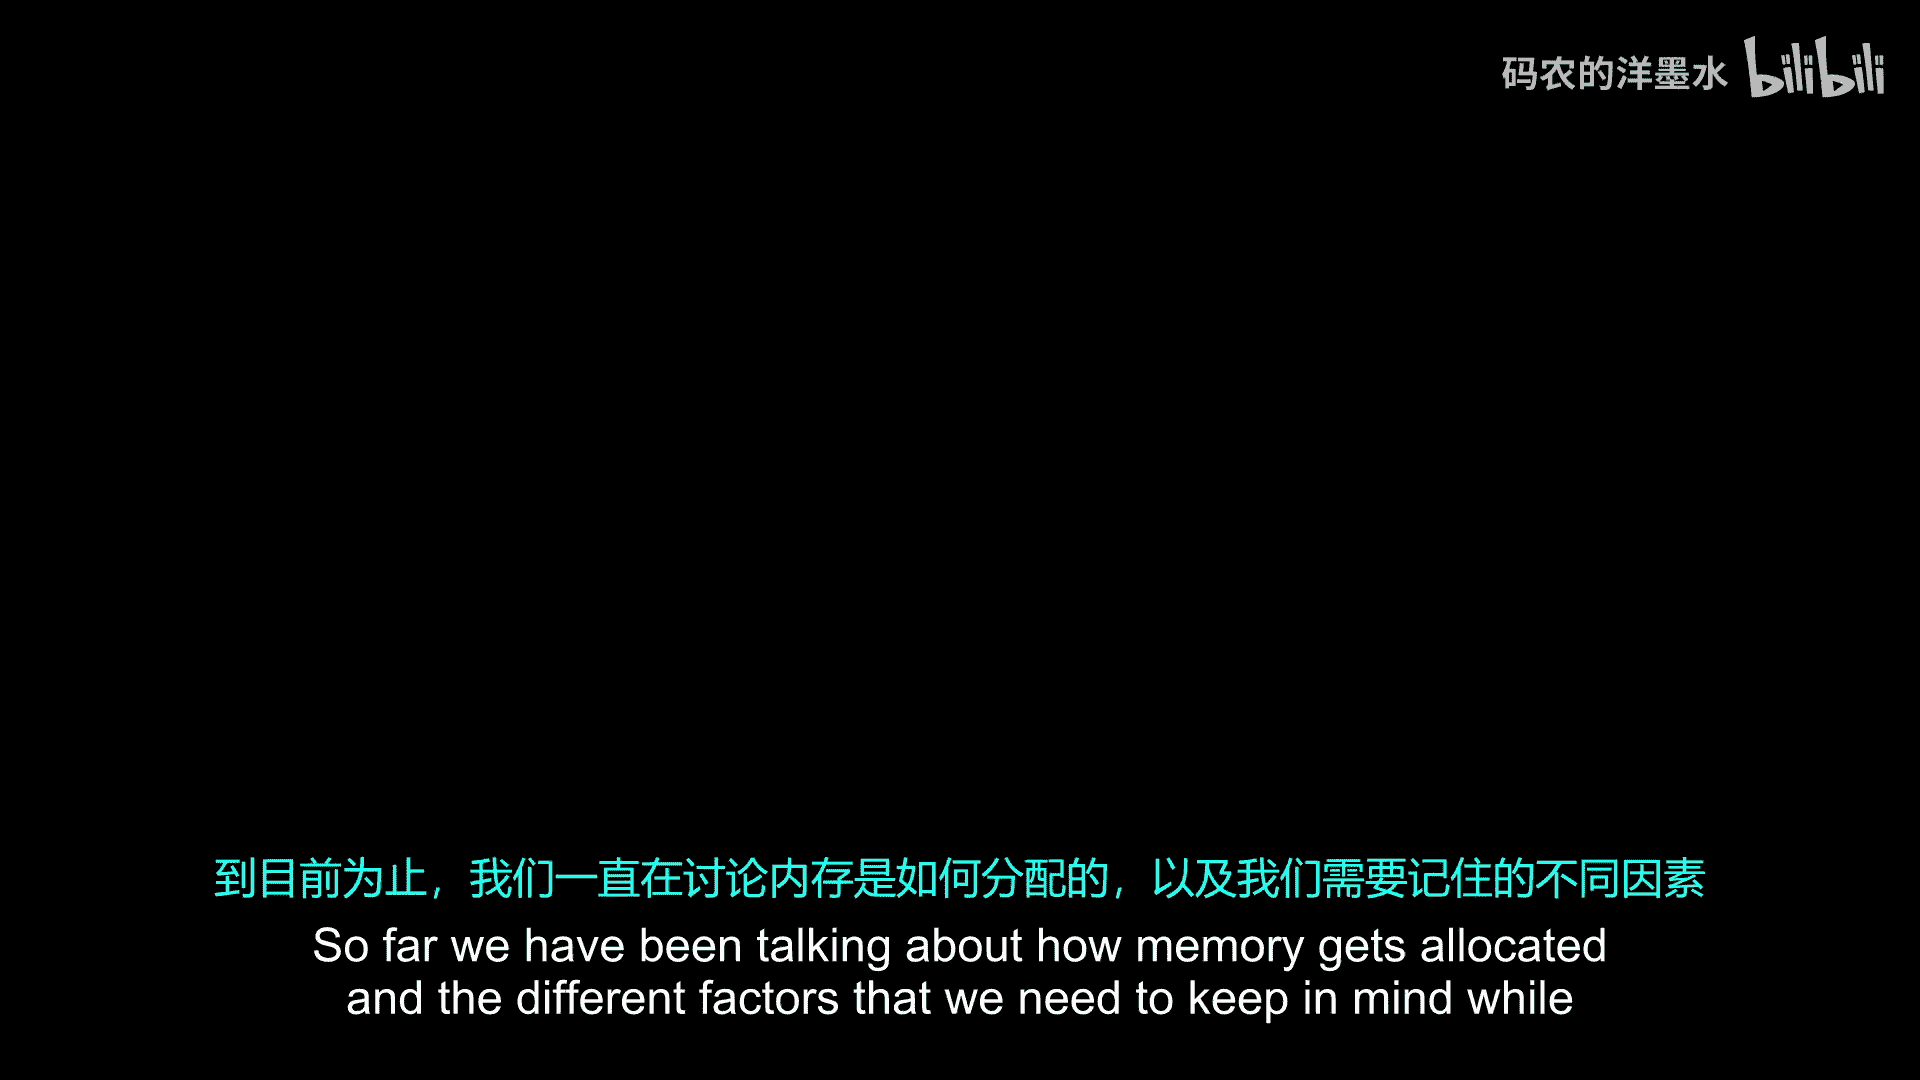 码农的洋墨水 bilibili
到目前为止，我们一直在讨论内存是如何分配的，以及我们需要记住的不同因素
So far we have been talking about how memory gets allocated
and the different factors that we need to keep in mind while